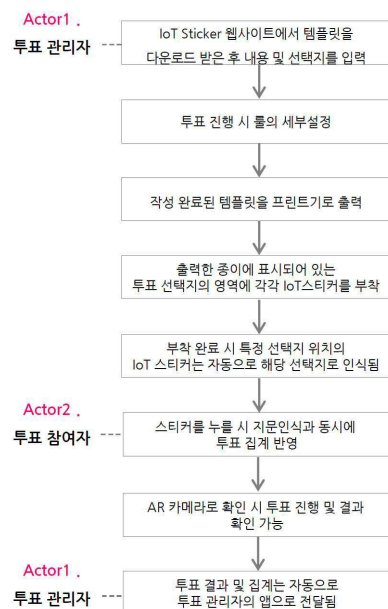 Actor1 .
투표 관리자
IoT Sticker 웹사이트에서 템플릿을
다운로드 받은 후 내용 및 선택지를 입력
투표 진행 시 룰의 세부설정
작성 완료된 템플릿을 프린트기로 출력
출력한 종이에 표시되어 있는
투표 선택지의 영역에 각각 IoT스티커를 부착
부착 완료 시 특정 선택지 위치의
IoT 스티커는 자동으로 해당 선택지로 인식됨
Actor2 .
투표 참여자
스티커를 누를 시 지문인식과 동시에
투표 집계 반영
AR 카메라로 확인 시 투표 진행 및 결과
확인 가능
Actor1 .
투표 관리자
투표 결과 및 집계는 자동으로
투표 관리자의 앱으로 전달됨